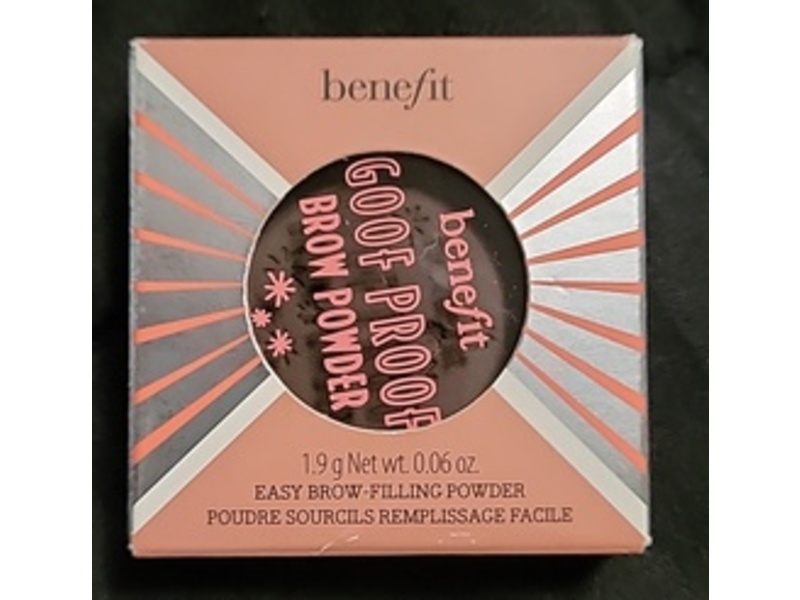 benefit
benefit
GOOF PROOF
BROW POWDER
1.9 g Net wt. 0.06 oz.
EASY BROW-FILLING POWDER
POUDRE SOURCILS REMPLISSAGE FACILE